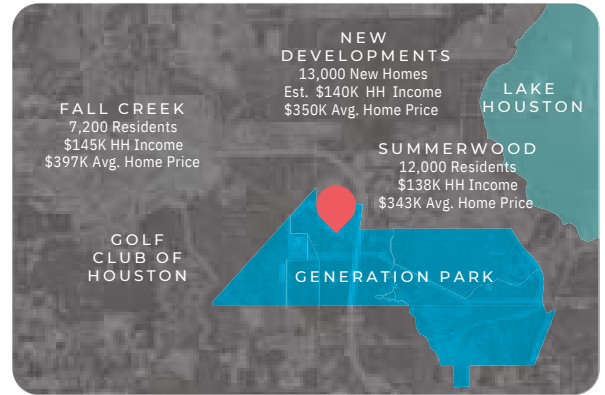 NEW
DEVELOPMENTS
13,000 New Homes
Est. $140K HH Income
$350K Avg. Home Price
LAKE
HOUSTON
FALL CREEK
7,200 Residents
$145K HH Income
$397K Avg. Home Price
SUMMERWOOD
12,000 Residents
$138K HH Income
$343K Avg. Home Price
GOLF
CLUB OF
HOUSTON
GENERATION PARK